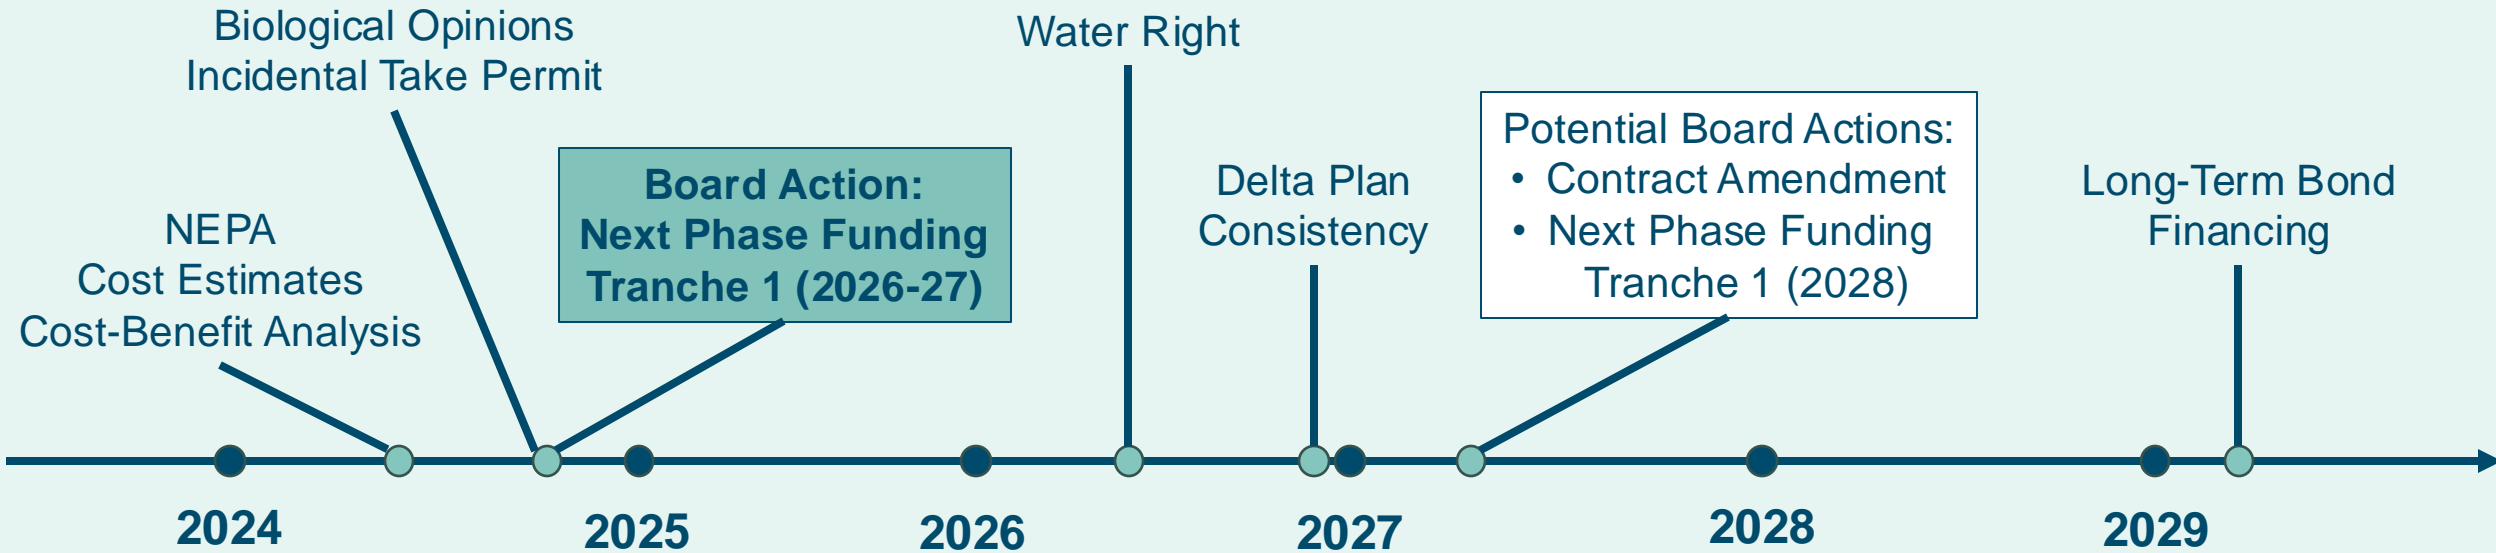 Biological Opinions
Incidental Take Permit
NEPA
Cost Estimates
Cost-Benefit Analysis
Board Action:
Next Phase Funding
Tranche 1 (2026-27)
Water Right
Delta Plan
Consistency
Potential Board Actions:
• Contract Amendment
• Next Phase Funding
Tranche 1 (2028)
Long-Term Bond
Financing
2024
2025
2026
2027
2028
2029